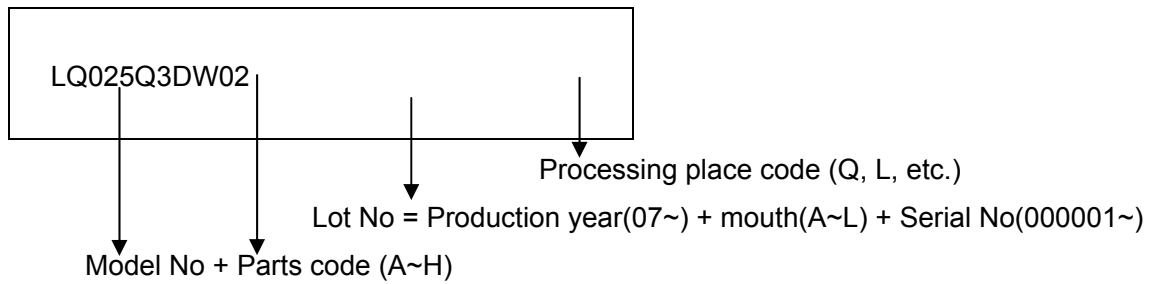 LQ025Q3DW02
Processing place code (Q, L, etc.)
Lot No = Production year(07~) + mouth(A~L) + Serial No(000001~)
Model No + Parts code (A~H)